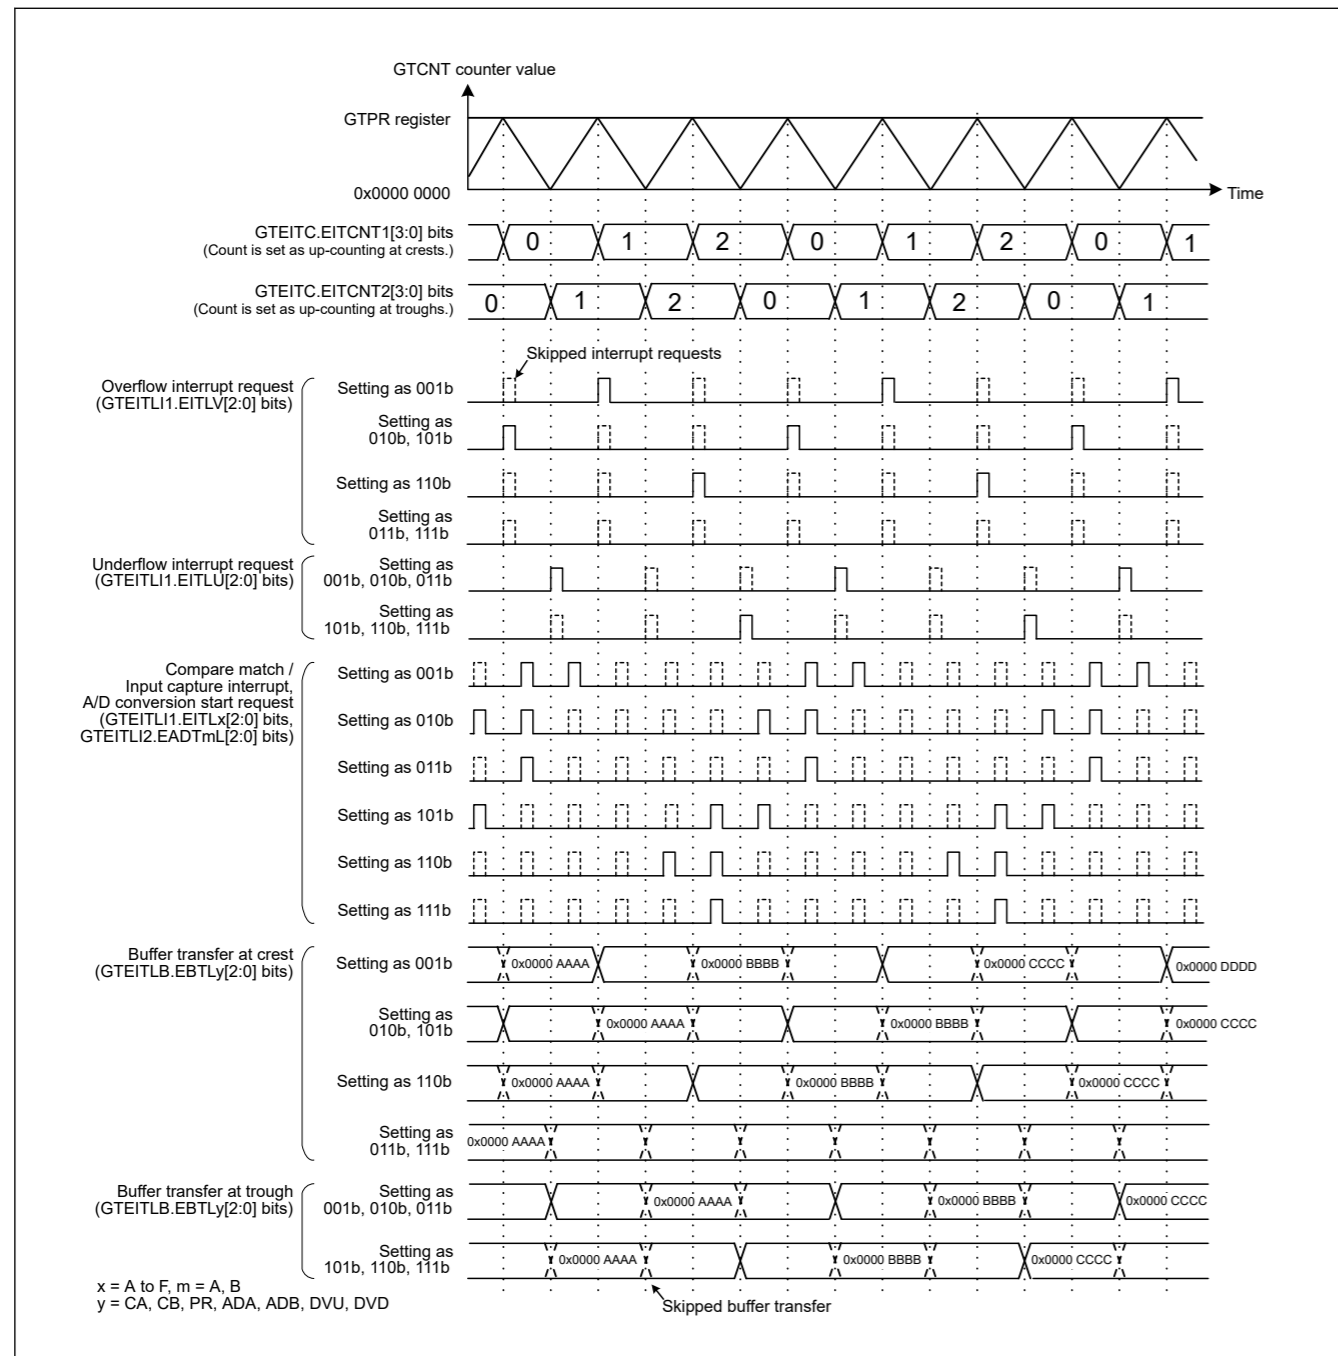 GTCNT counter value
GTPR register
0x0000 0000
Time
GTEITC.EITCNT1[3:0] bits
(Count is set as up-counting at crests.)
0 1 2 0 1 2 0 1
GTEITC.EITCNT2[3:0] bits
(Count is set as up-counting at troughs.)
0 1 2 0 1 2 0 1
Skipped interrupt requests
Overflow interrupt request
(GTEITLI1.EITLV[2:0] bits)
Setting as 001b
Setting as
010b, 101b
Setting as 110b
Setting as
011b, 111b
Underflow interrupt request
(GTEITLI1.EITLU[2:0] bits)
Setting as
001b, 010b, 011b
Setting as
101b, 110b, 111b
Compare match /
Input capture interrupt,
A/D conversion start request
(GTEITLI1.EITLx[2:0] bits,
GTEITLI2.EADTmL[2:0] bits)
Setting as 001b
Setting as 010b
Setting as 011b
Setting as 101b
Setting as 110b
Setting as 111b
Buffer transfer at crest
(GTEITLB.EBTLy[2:0] bits)
Setting as 001b
0x0000 AAAA 0x0000 BBBB 0x0000 CCCC 0x0000 DDDD
Setting as
010b, 101b
0x0000 AAAA 0x0000 BBBB 0x0000 CCCC
Setting as 110b
0x0000 AAAA 0x0000 BBBB 0x0000 CCCC
Setting as
011b, 111b
0x0000 AAAA
Buffer transfer at trough
(GTEITLB.EBTLy[2:0] bits)
Setting as
001b, 010b, 011b
0x0000 AAAA 0x0000 BBBB 0x0000 CCCC
Setting as
101b, 110b, 111b
0x0000 AAAA 0x0000 BBBB 0x0000 CCCC
x = A to F, m = A, B
y = CA, CB, PR, ADA, ADB, DVU, DVD
Skipped buffer transfer